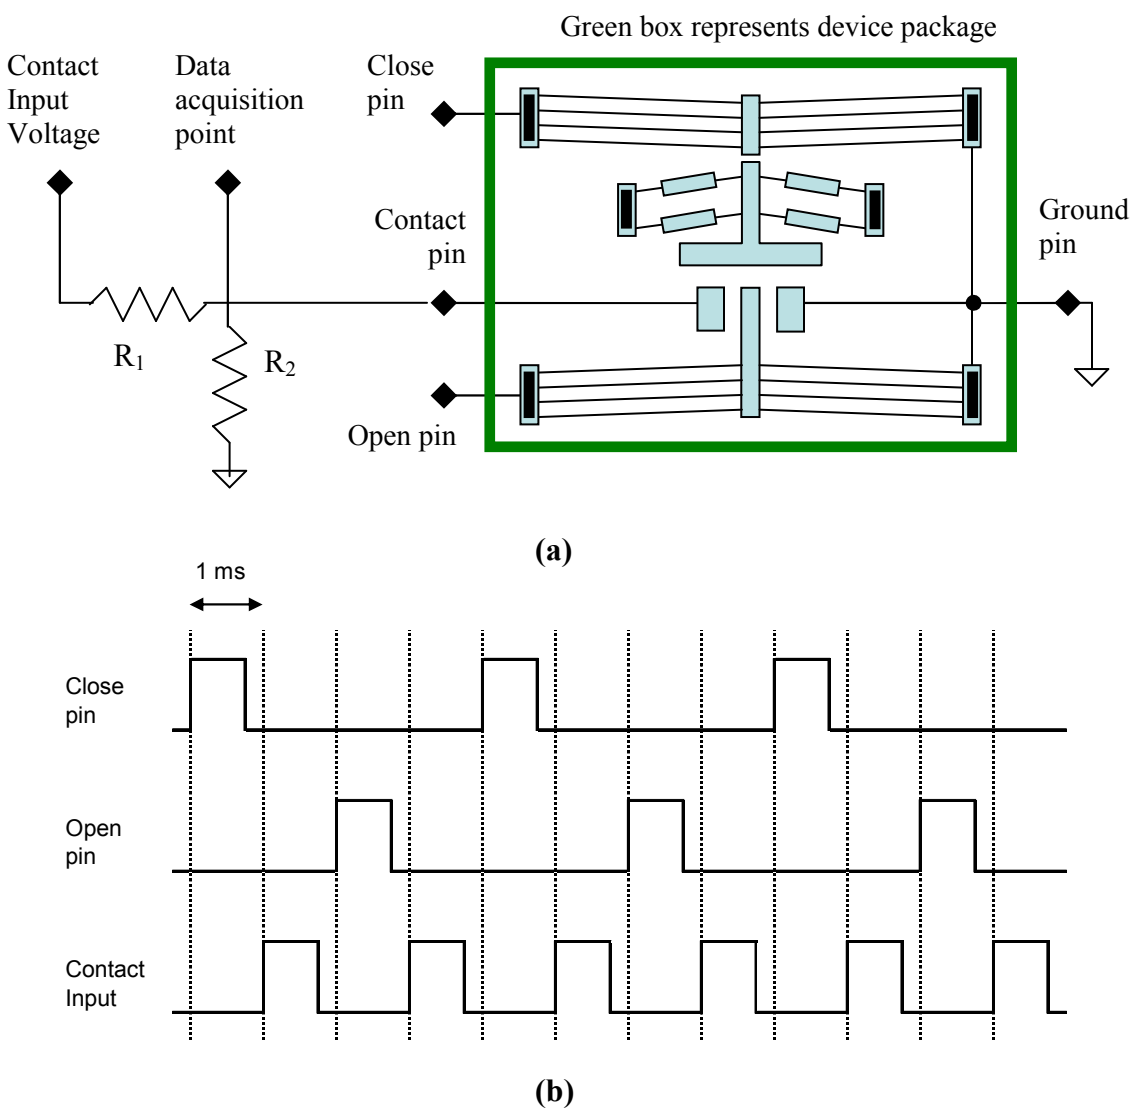 Green box represents device package
Contact
Input
Voltage
Data
acquisition
point
Close
pin
Contact
pin
Ground
pin
R1
R2
Open pin
(a)
1 ms
Close
pin
Open
pin
Contact
Input
(b)